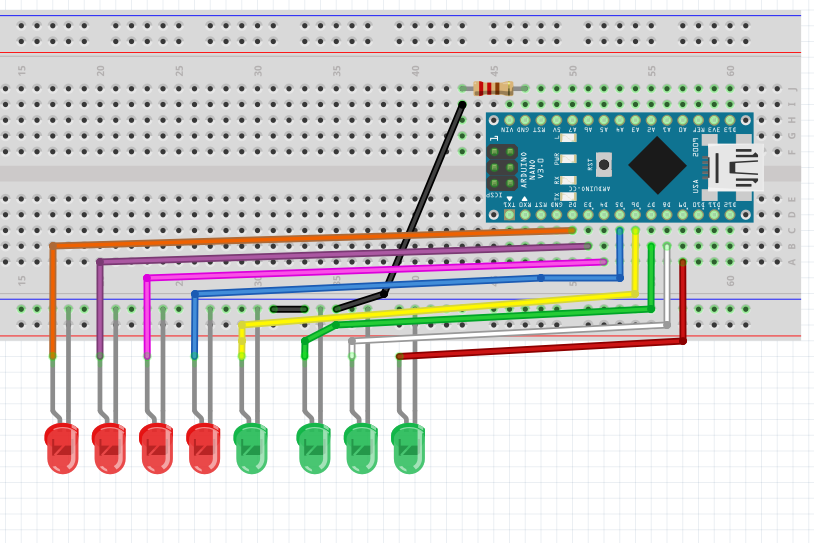 15 20 25 30 35 40 45 50 55 60
J
I
H
G
F
VIN GND RST 5V A7 A6 A5 A4 A3 A2 A1 A0 REF 3V3 D13
L
PWR
RX
TX
RST
ICSP
ARDUINO
NANO
V3.0
ARDUINO.CC
2009
USA
TX1 RX0 RST GND D2 D3 D4 D5 D6 D7 D8 D9 D10 D11 D12
E
D
C
B
A
15 30 60